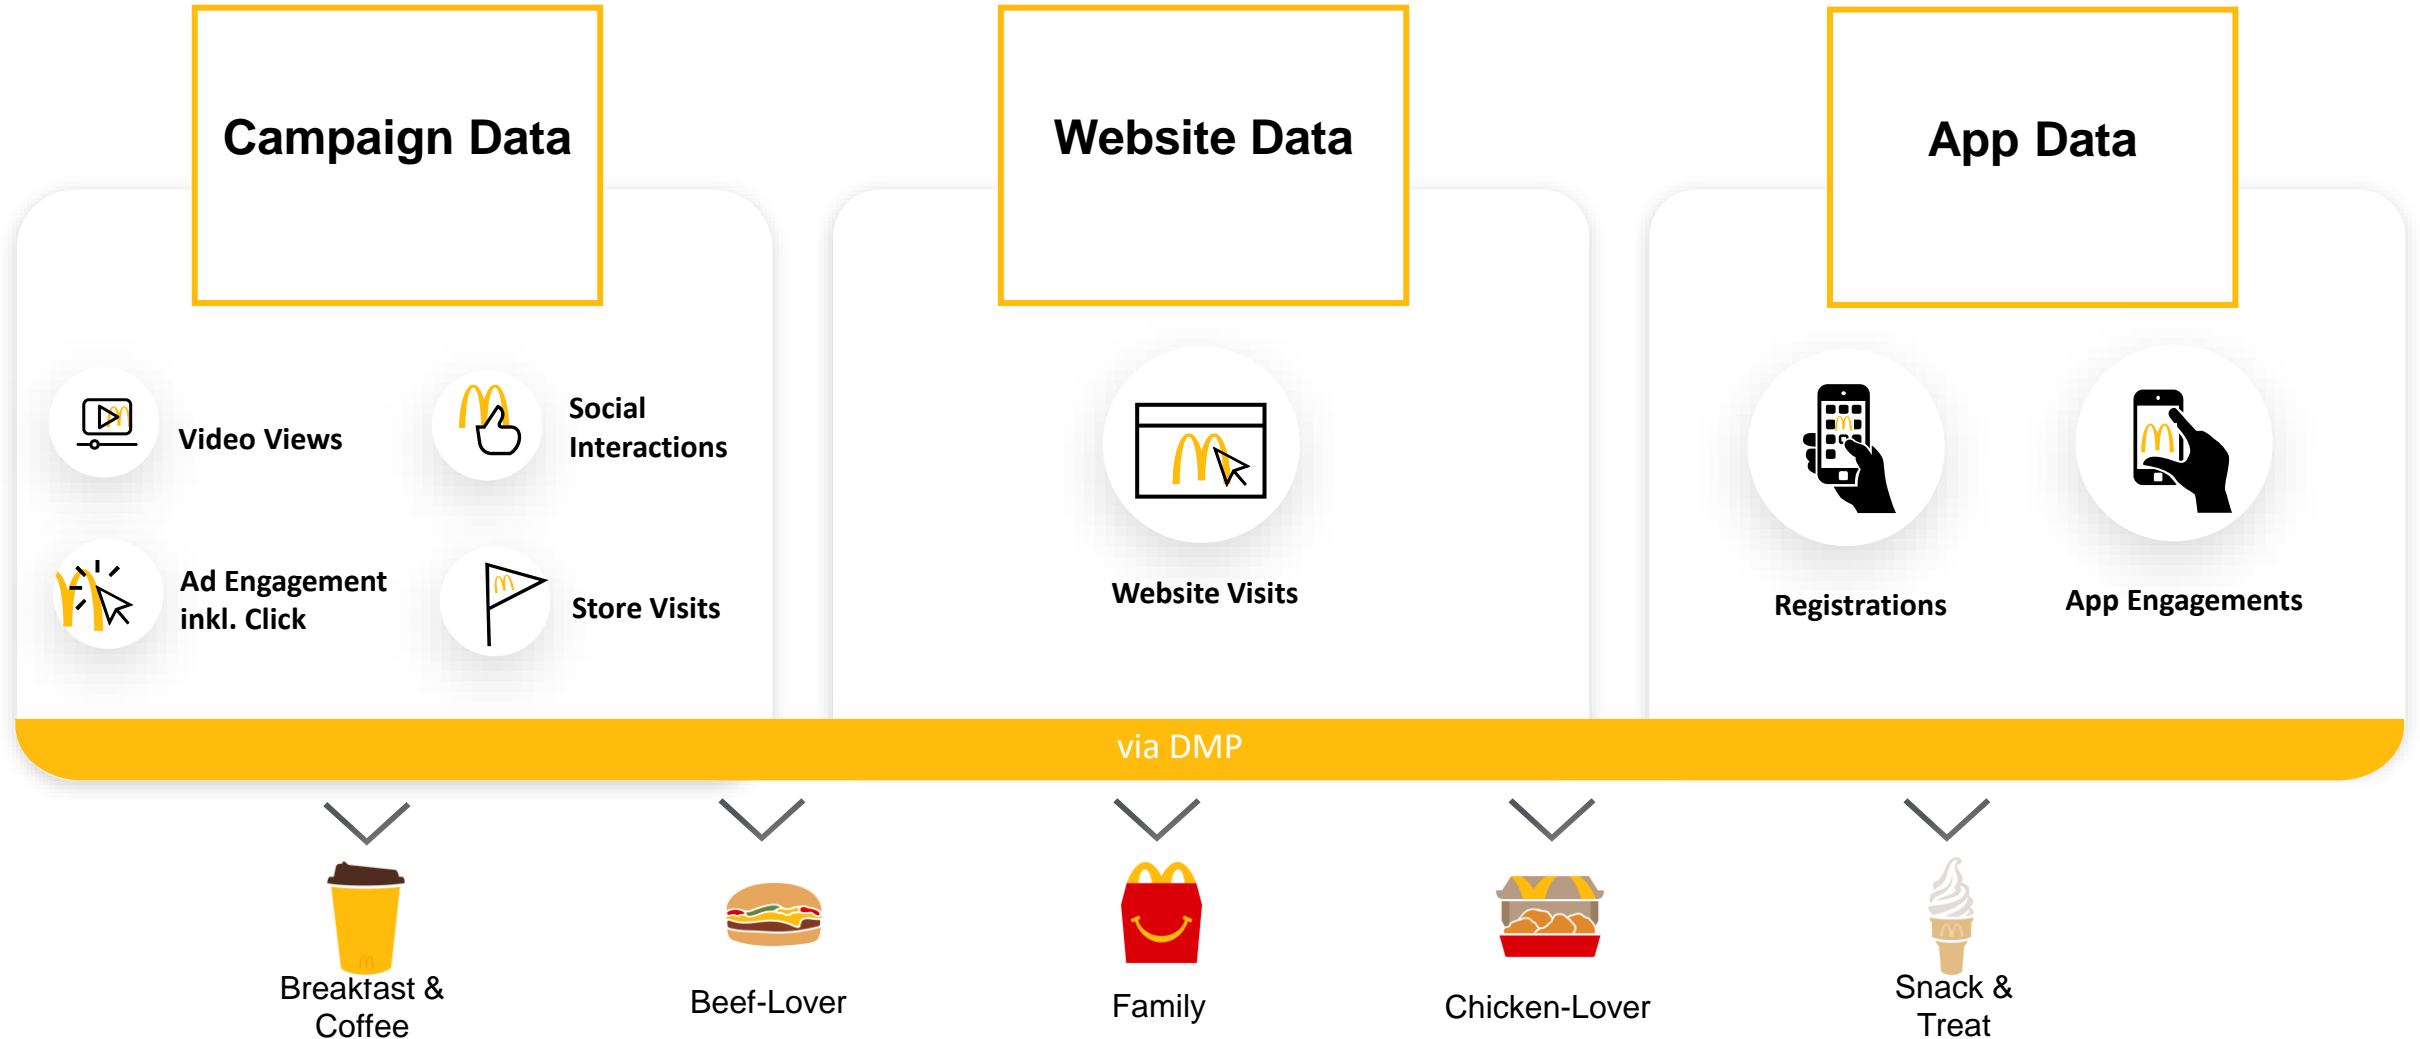 Campaign Data
Website Data
App Data
Video Views
Social
Interactions
Ad Engagement
inkl. Click
Store Visits
Website Visits
Registrations
App Engagements
via DMP
Breakfast &
Coffee
Beef-Lover
Family
Chicken-Lover
Snack &
Treat